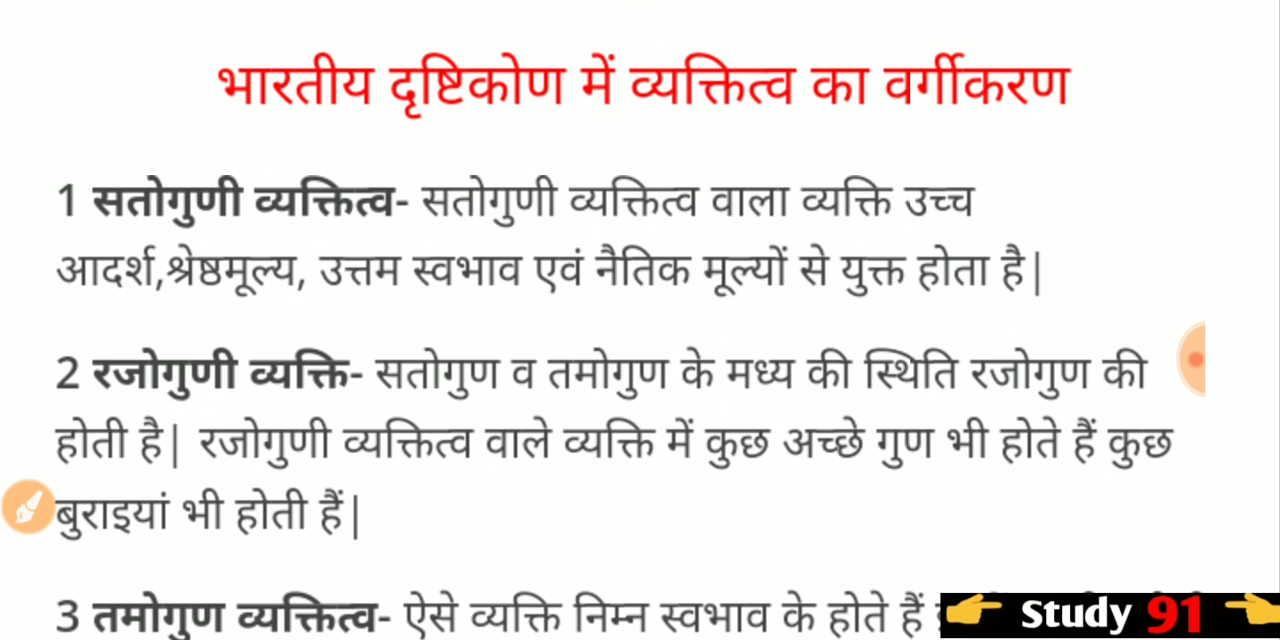 भारतीय दृष्टिकोण में व्यक्तित्व का वर्गीकरण
1 सतोगुणी व्यक्तित्व- सतोगुणी व्यक्तित्व वाला व्यक्ति उच्च
आदर्श,श्रेष्ठमूल्य, उत्तम स्वभाव एवं नैतिक मूल्यों से युक्त होता है|
2 रजोगुणी व्यक्ति- सतोगुण व तमोगुण के मध्य की स्थिति रजोगुण की
होती है| रजोगुणी व्यक्तित्व वाले व्यक्ति में कुछ अच्छे गुण भी होते हैं कुछ
बुराइयां भी होती हैं|
3 तमोगुण व्यक्तित्व- ऐसे व्यक्ति निम्न स्वभाव के होते हैं
Study 91